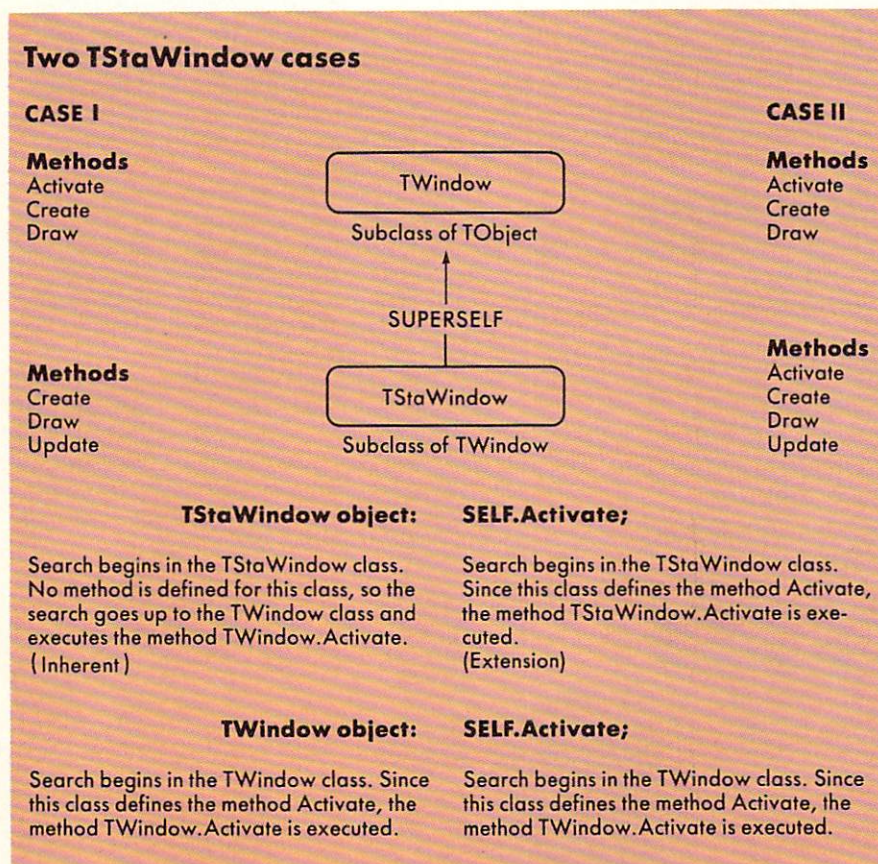 Two TStaWindow cases
CASE I
CASE II
Methods
Activate
Create
Draw
TWindow
Subclass of TObject
Methods
Activate
Create
Draw
SUPERSELF
Methods
Create
Draw
Update
TStaWindow
Subclass of TWindow
Methods
Activate
Create
Draw
Update
TStaWindow object: SELF.Activate;
Search begins in the TStaWindow class.
No method is defined for this class, so the
search goes up to the TWindow class and
executes the method TWindow.Activate.
(Inherent)
Search begins in the TStaWindow class.
Since this class defines the method Activate,
the method TStaWindow.Activate is exe-
cuted.
(Extension)
TWindow object: SELF.Activate;
Search begins in the TWindow class. Since
this class defines the method Activate, the
method TWindow.Activate is executed.
Search begins in the TWindow class. Since
this class defines the method Activate, the
method TWindow.Activate is executed.